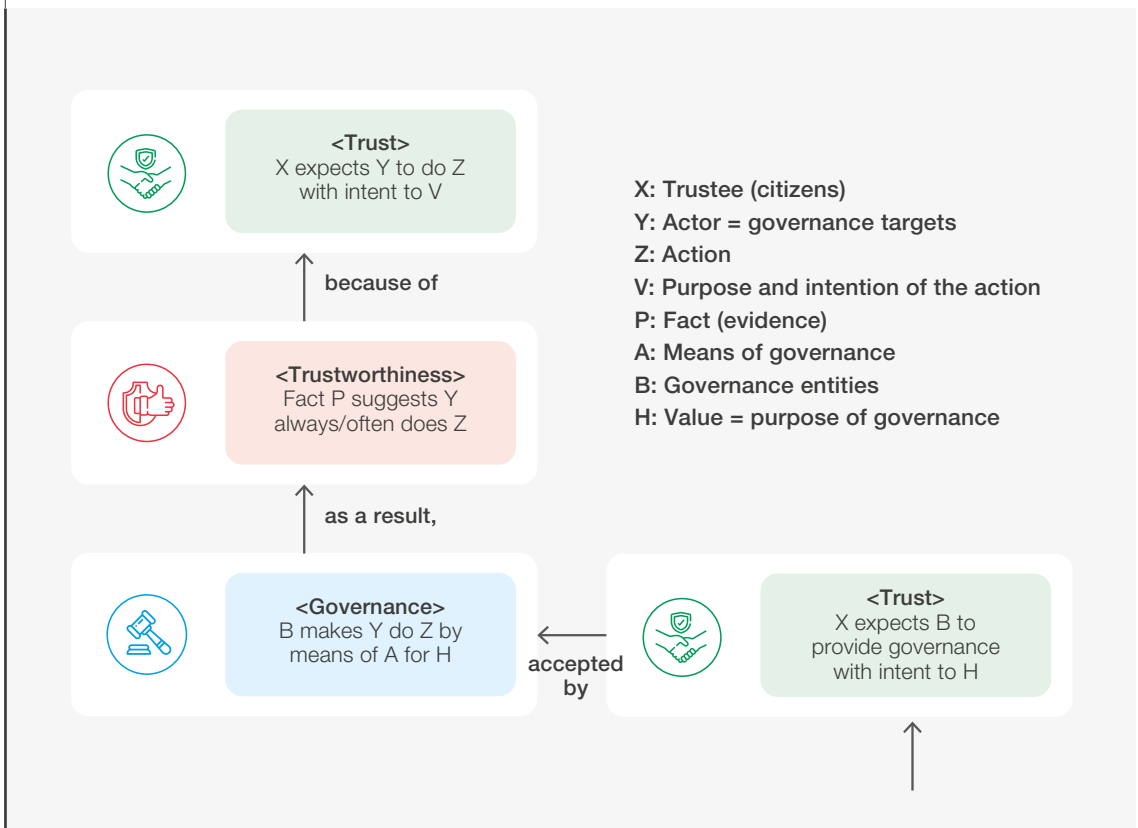 <Trust>
X expects Y to do Z
with intent to V
because of
<Trustworthiness>
Fact P suggests Y
always/often does Z
as a result,
<Governance>
B makes Y do Z by
means of A for H
accepted
by
<Trust>
X expects B to
provide governance
with intent to H
X: Trustee (citizens)
Y: Actor = governance targets
Z: Action
V: Purpose and intention of the action
P: Fact (evidence)
A: Means of governance
B: Governance entities
H: Value = purpose of governance